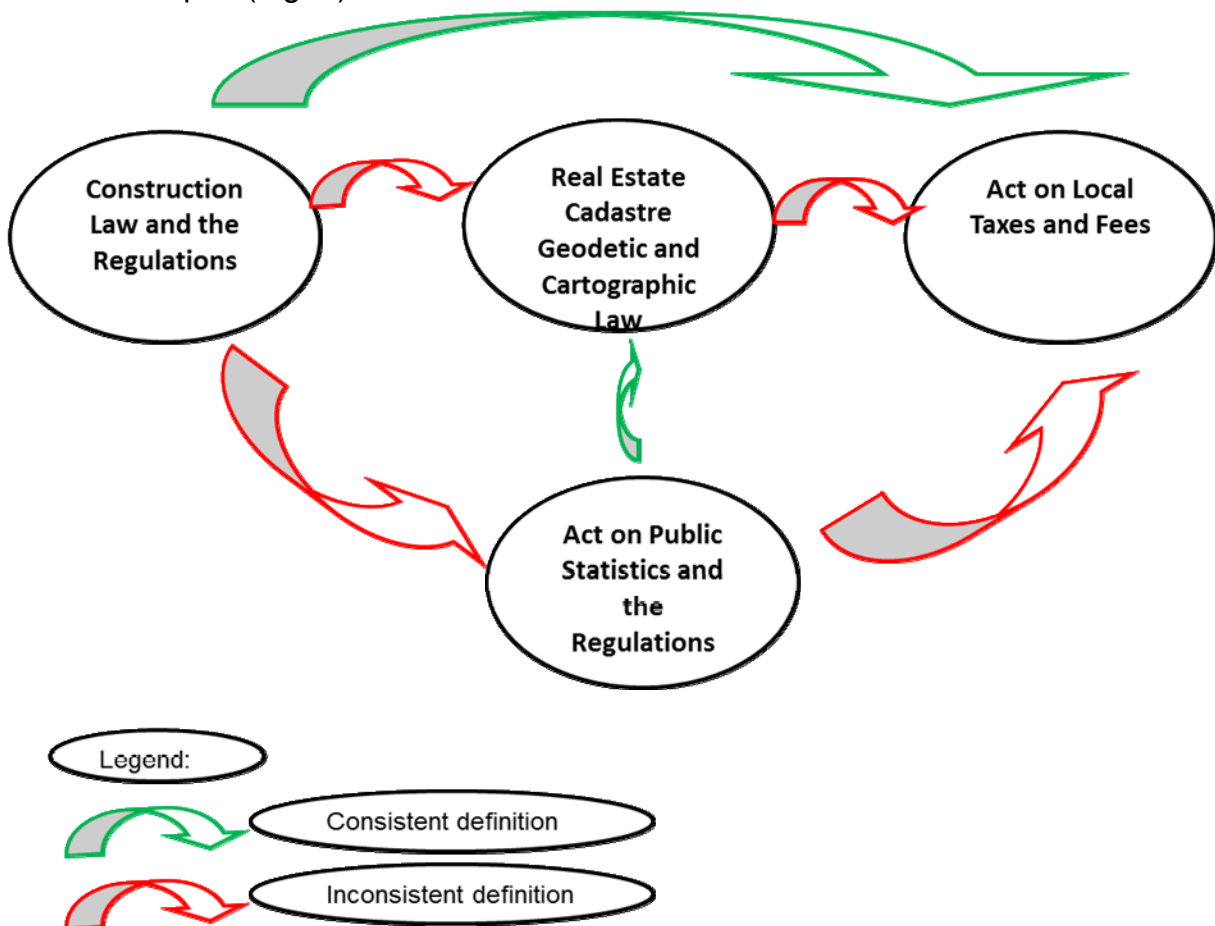 Construction
Law and the
Regulations
Real Estate
Cadastre
Geodetic and
Cartographic
Law
Act on Local
Taxes and Fees
Act on Public
Statistics and
the
Regulations
Legend:
Consistent definition
Inconsistent definition